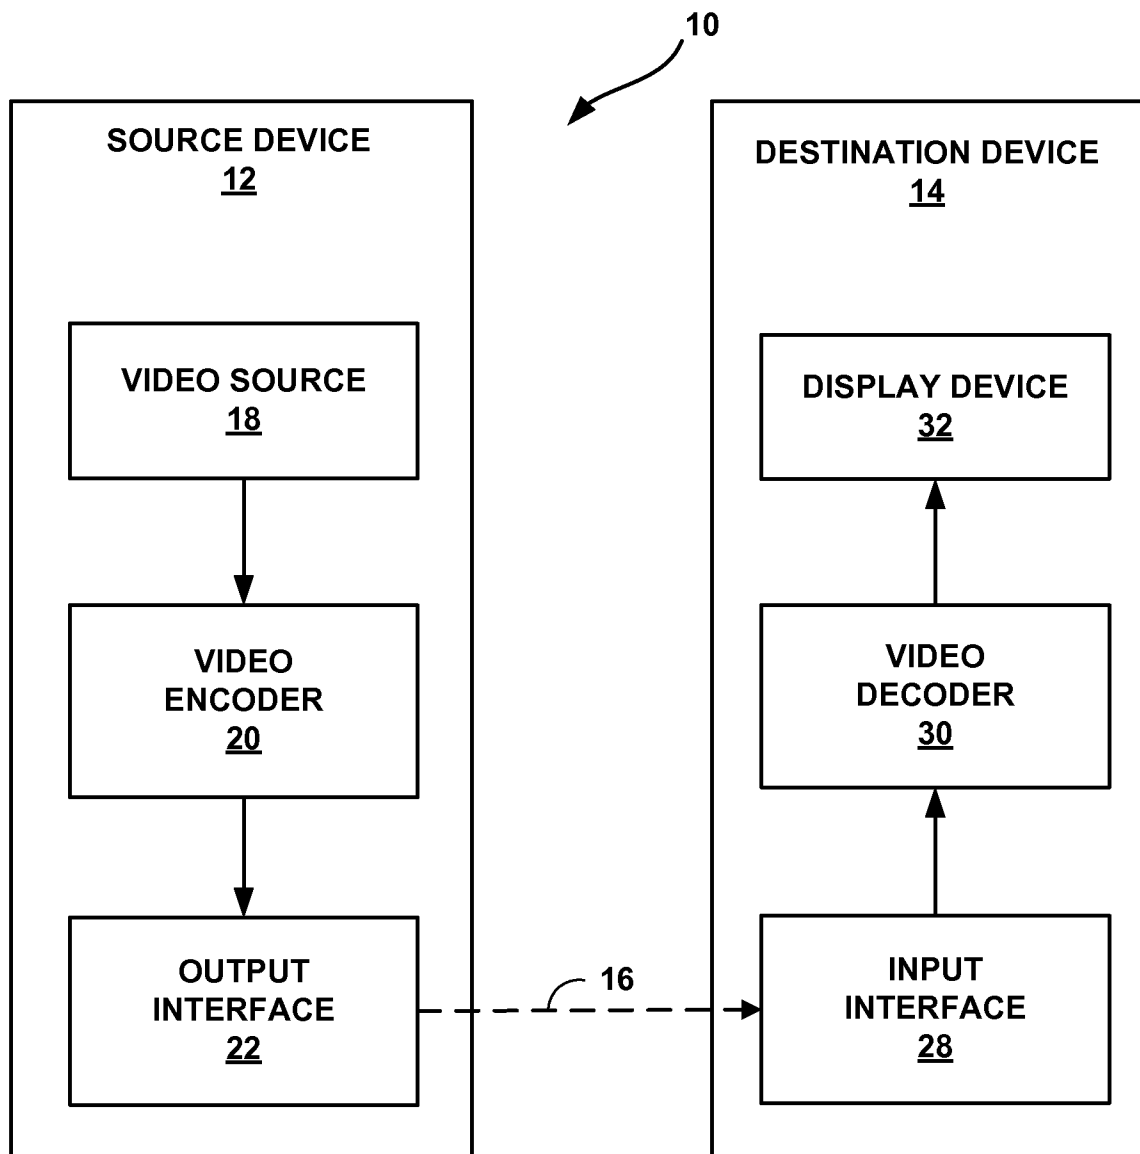 10
SOURCE DEVICE
12
VIDEO SOURCE
18
VIDEO
ENCODER
20
OUTPUT
INTERFACE
22
16
DESTINATION DEVICE
14
DISPLAY DEVICE
32
VIDEO
DECODER
30
INPUT
INTERFACE
28